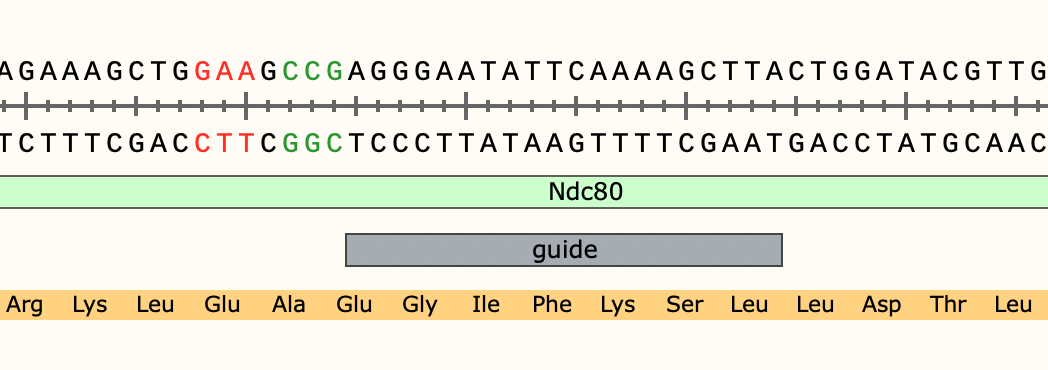 AGAAAGCTGGAAGCCGAGGGAATATTCAAAAGCTTACTGGATACGTTG
TCTTTCGACCTTCGGCTCCCTTATAAGTTTTCGAATGACCTATGCAAC
Ndc80
guide
Arg Lys Leu Glu Ala Glu Gly Ile Phe Lys Ser Leu Leu Asp Thr Leu